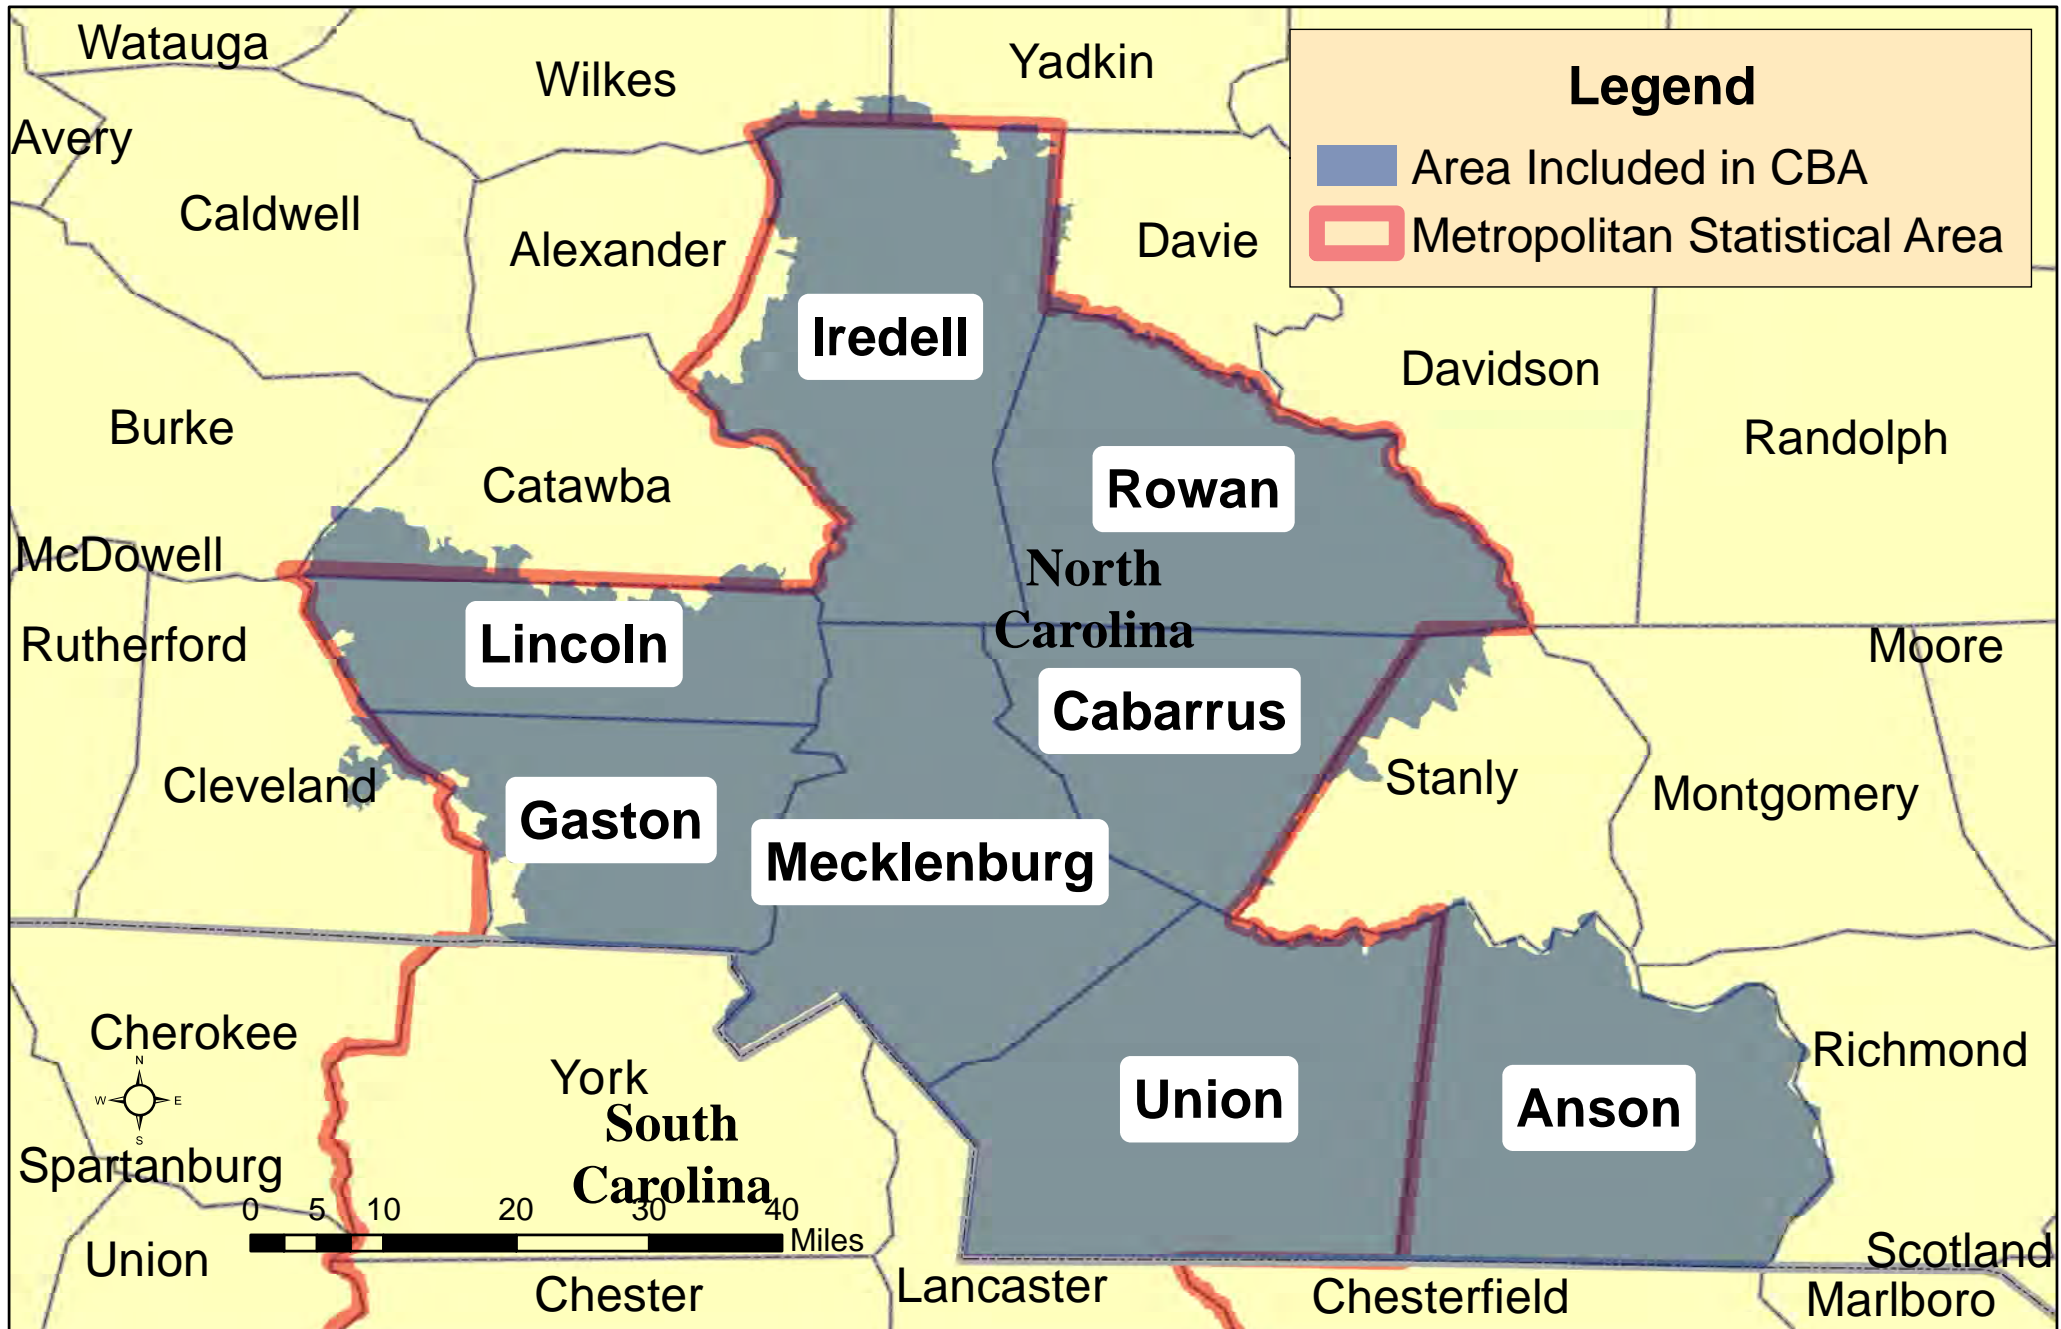 Watauga
Wilkes
Yadkin
Legend
Area Included in CBA
Metropolitan Statistical Area
Avery
Caldwell
Alexander
Davie
Iredell
Davidson
Burke
Randolph
Catawba
Rowan
McDowell
North
Carolina
Rutherford
Lincoln
Moore
Cabarrus
Cleveland
Stanly
Montgomery
Gaston
Mecklenburg
Cherokee
N
W E
S
York
Richmond
Union
Anson
South
Carolina
Spartanburg
0 5 10 20 30 40
Miles
Union
Scotland
Chester
Lancaster
Chesterfield
Marlboro